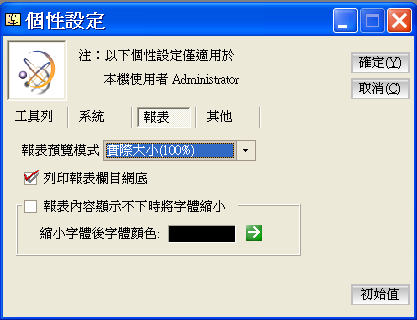 個性設定
注：以下個性設定僅適用於
本機使用者 Administrator
確定(Y)
取消(C)
工具列 系統 報表 其他
報表預覽模式 實際大小(100%)
列印報表欄目網底
報表內容顯示不下時將字體縮小
縮小字體後字體顏色:
初始值